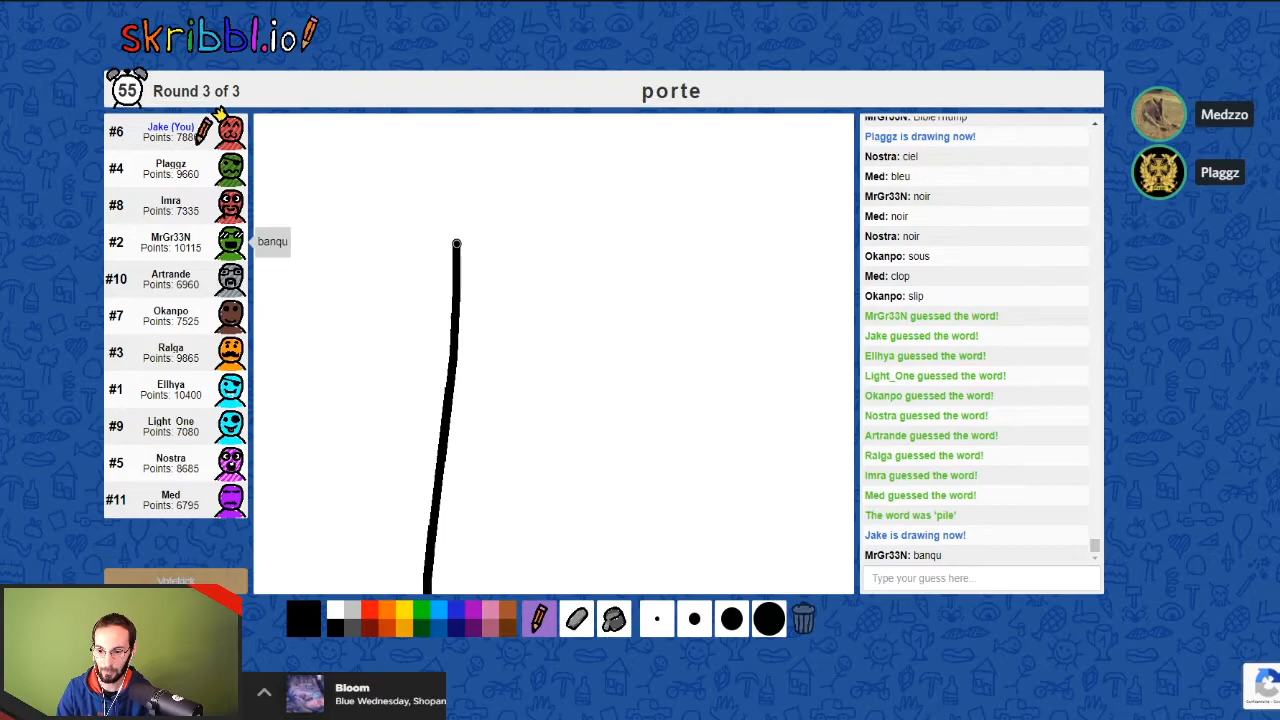 skribbl.io
55
Round 3 of 3
porte
#6
Jake (You)
#4
Plaggz
Points: 9660
#8
Imra
Points: 7335
#2
MrGr33N
Points: 10115
banqu
#10
Artrande
Points: 6960
#7
Okanpo
Points: 7525
#3
Ralga
Points: 9865
#1
Ellhya
Points: 10400
#9
Light_One
Points: 7080
#5
Nostra
Points: 8685
#11
Med
Points: 6795
Votekick
Plaggz is drawing now!
Nostra: ciel
Med: bleu
MrGr33N: noir
Med: noir
Nostra: noir
Okanpo: sous
Med: clop
Okanpo: slip
MrGr33N guessed the word!
Jake guessed the word!
Ellhya guessed the word!
Light_One guessed the word!
Okanpo guessed the word!
Nostra guessed the word!
Artrande guessed the word!
Ralga guessed the word!
Imra guessed the word!
Med guessed the word!
The word was 'pile'
Jake is drawing now!
MrGr33N: banqu
Type your guess here...
Medzzo
Plaggz
Bloom
Blue Wednesday, Shopan